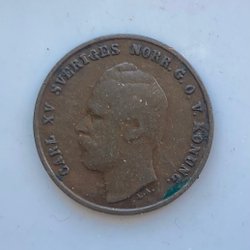 CARL XV SVERIGES NORR. G. O. V. KONUNG.
L.A.